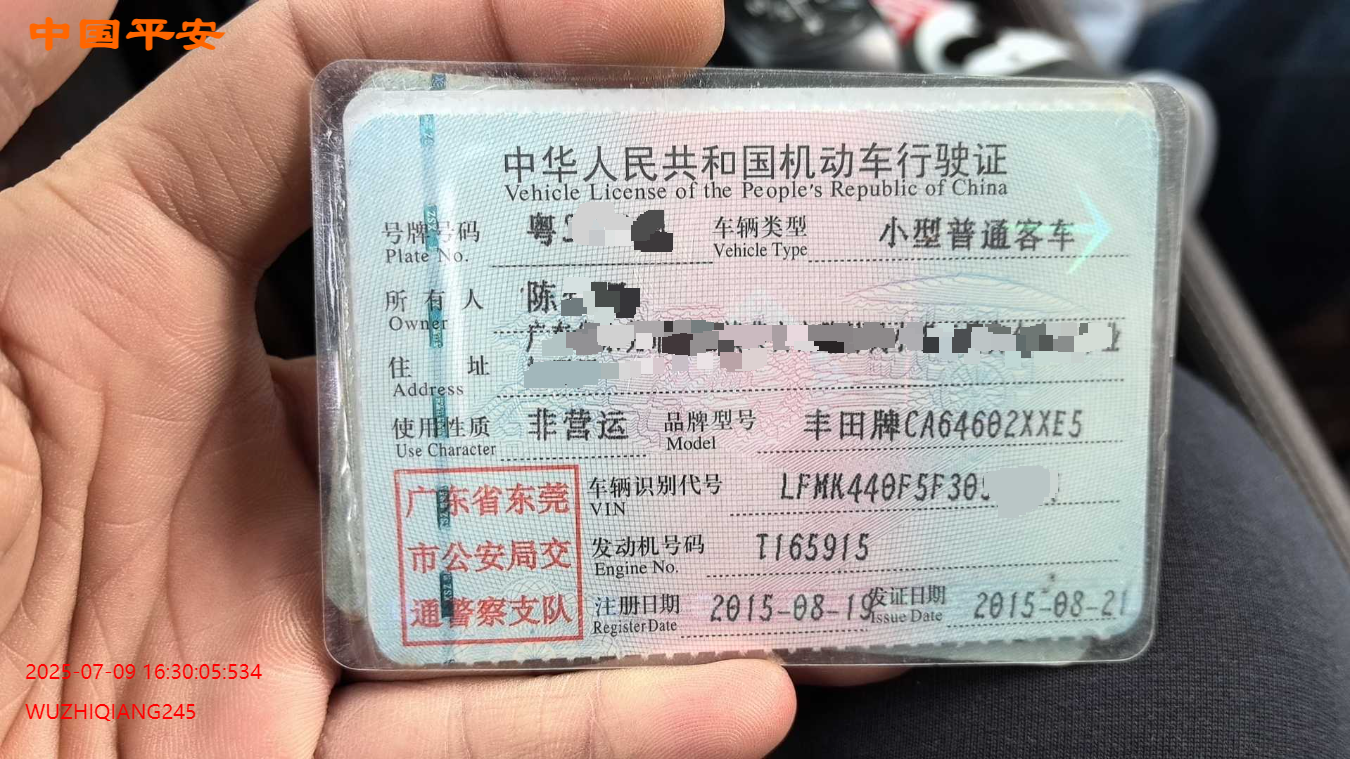 中国平安
中华人民共和国机动车行驶证
Vehicle License of the People's Republic of China
号牌号码 粤 车辆类型 小型普通客车
Plate No. Vehicle Type
所有人 陈
Owner
住址 广东
Address
使用性质 非营运 品牌型号 丰田牌CA64602XXE5
Use Character Model
广东省东莞 车辆识别代号 LFMK440F5F30
VIN
市公安局交 发动机号码 T165915
Engine No.
通警察支队 注册日期 2015-08-19 发证日期 2015-08-21
Register Date Issue Date
2025-07-09 16:30:05:534
WUZHIQIANG245